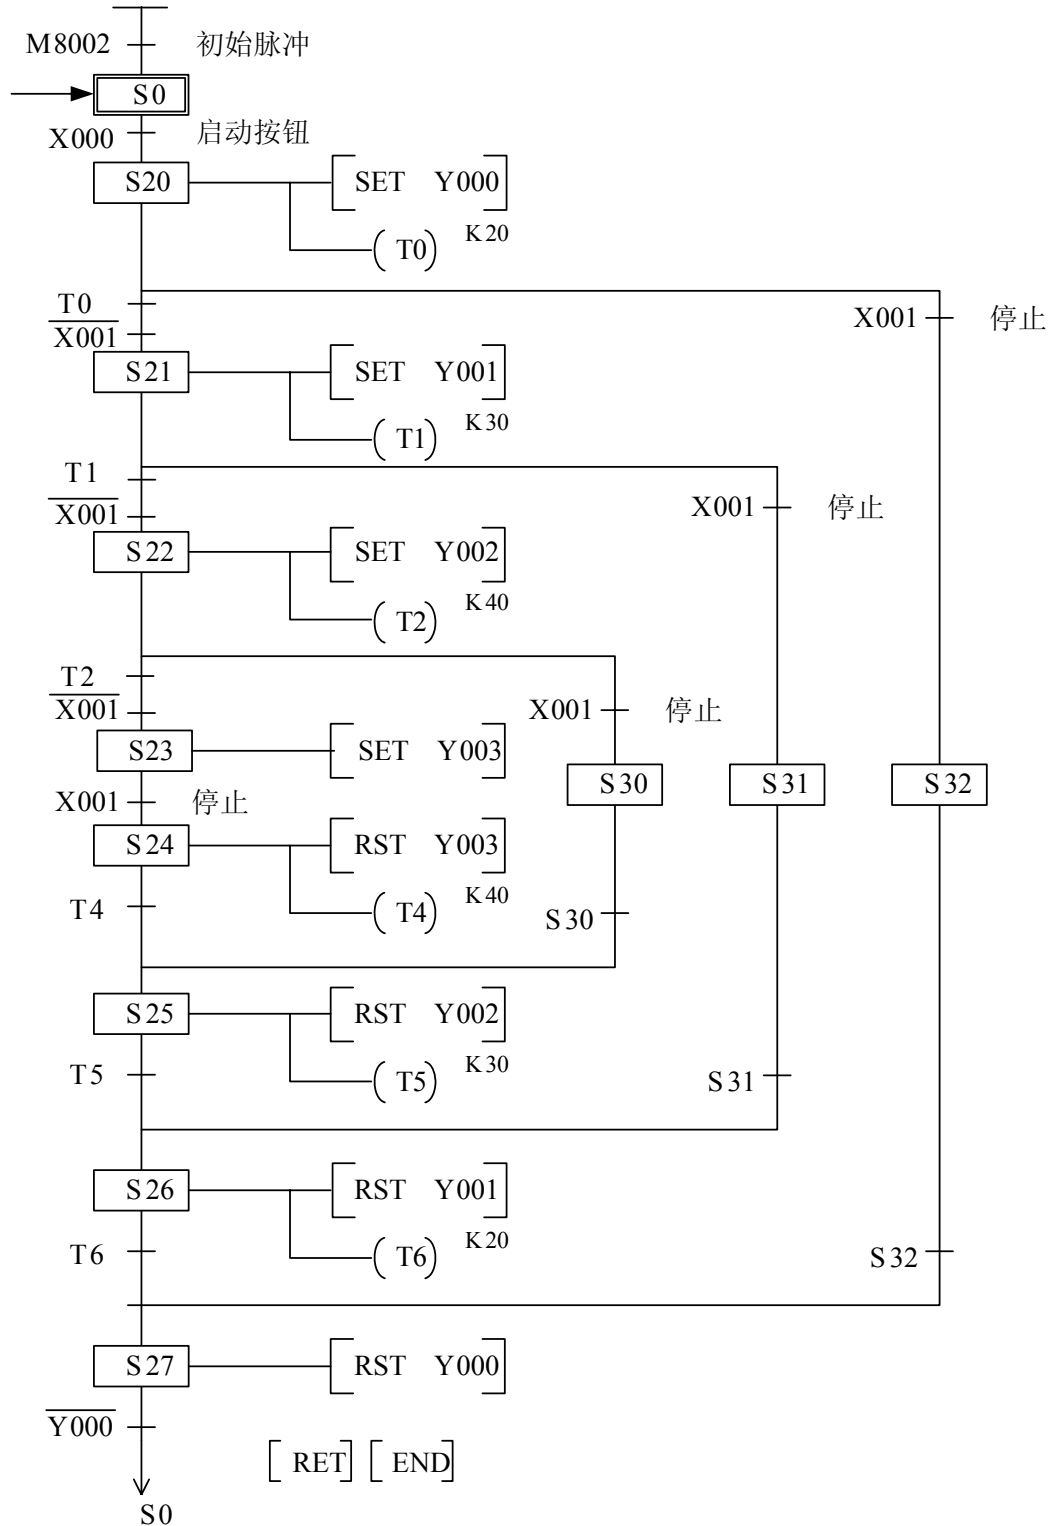 M8002 初始脉冲
S0
X000 启动按钮
S20 SET Y000
T0 K20
T0
X001 X001 停止
S21 SET Y001
T1 K30
T1
X001 X001 停止
S22 SET Y002
T2 K40
T2
X001 X001 停止
S23 SET Y003
S30 S31 S32
X001 停止
S24 RST Y003
T4 T4 K40
S30
S25 RST Y002
T5 T5 K30
S31
S26 RST Y001
T6 T6 K20
S32
S27 RST Y000
Y000
RET END
S0